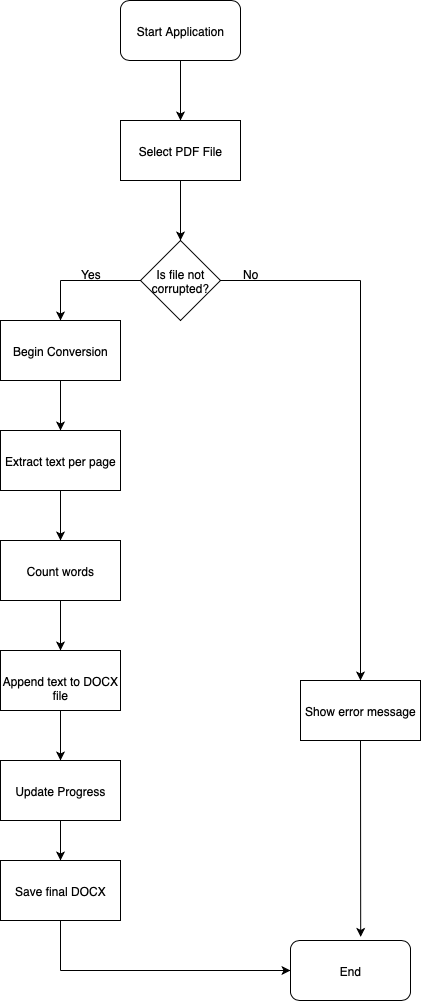 Start Application
Select PDF File
Is file not
corrupted?
Yes
No
Begin Conversion
Extract text per page
Count words
Append text to DOCX
file
Show error message
Update Progress
Save final DOCX
End